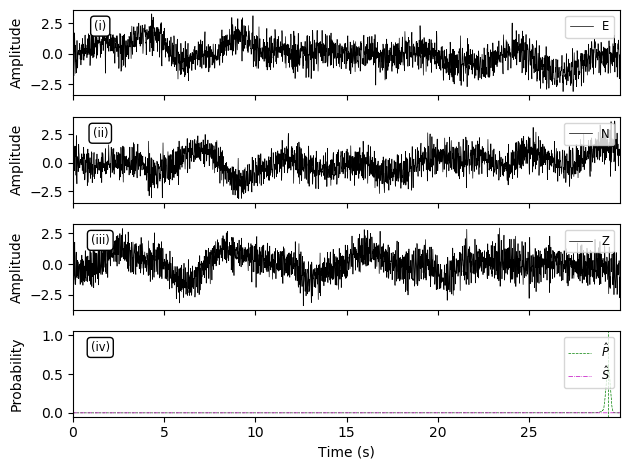 (i)
E
Amplitude
2.5
0.0
−2.5
(ii)
N
Amplitude
2.5
0.0
−2.5
(iii)
Z
Amplitude
2.5
0.0
−2.5
(iv)
P̂
Ŝ
Probability
1.0
0.5
0.0
0 5 10 15 20 25
Time (s)